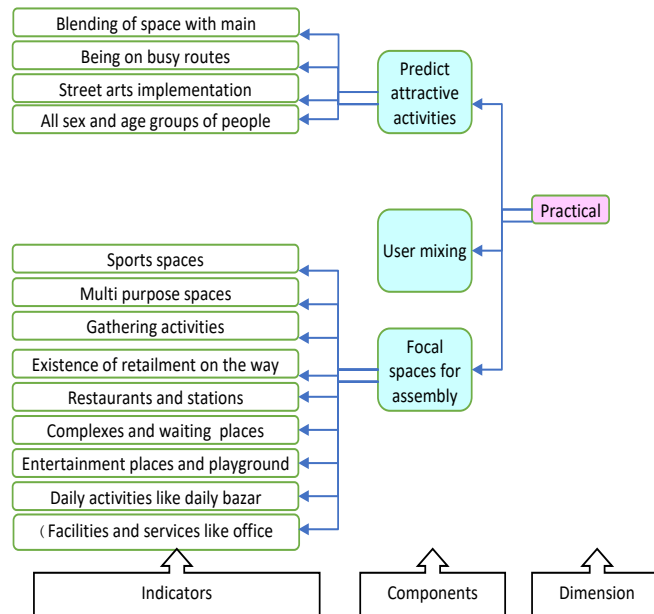 Blending of space with main
Being on busy routes
Street arts implementation
All sex and age groups of people
Predict
attractive
activities
Practical
User mixing
Sports spaces
Multi purpose spaces
Gathering activities
Existence of retailment on the way
Restaurants and stations
Complexes and waiting places
Entertainment places and playground
Daily activities like daily bazar
(Facilities and services like office
Focal
spaces for
assembly
Indicators
Components
Dimension